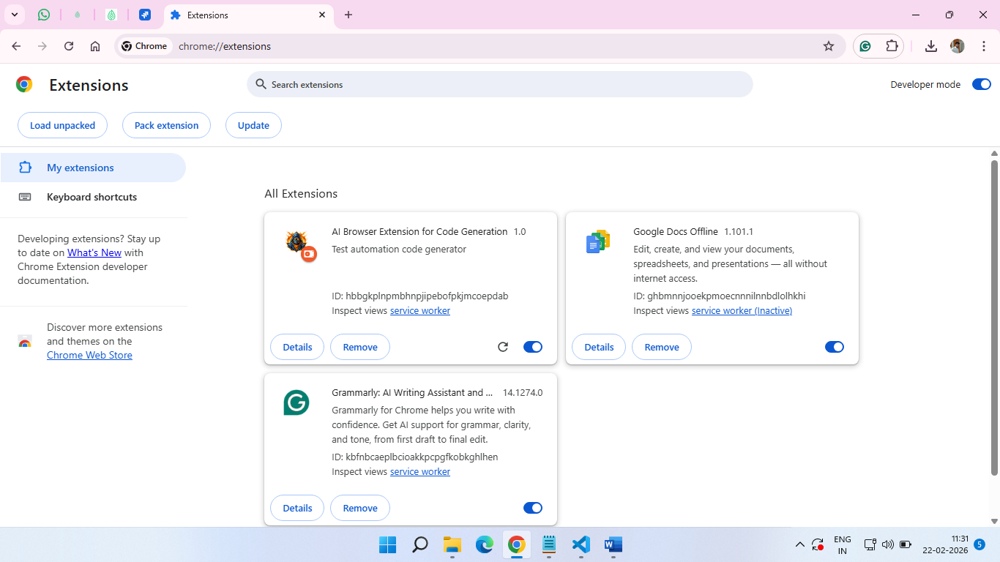 Extensions
Chrome
chrome://extensions
Extensions
Search extensions
Developer mode
Load unpacked
Pack extension
Update
My extensions
Keyboard shortcuts
Developing extensions? Stay up
to date on What's New with
Chrome Extension developer
documentation.
Discover more extensions
and themes on the
Chrome Web Store
All Extensions
AI Browser Extension for Code Generation 1.0
Test automation code generator
ID: hbbgkplnpmbhnpjipebofpkjmcoepdab
Inspect views service worker
Details
Remove
Google Docs Offline 1.101.1
Edit, create, and view your documents,
spreadsheets, and presentations — all without
internet access.
ID: ghbmnnjooekpmoecnnnilnnbdlolhkhi
Inspect views service worker (Inactive)
Details
Remove
Grammarly: AI Writing Assistant and ... 14.1274.0
Grammarly for Chrome helps you write with
confidence. Get AI support for grammar, clarity,
and tone, from first draft to final edit.
ID: kbfnbcaeplbcioakkpcpgfkobkghlhen
Inspect views service worker
Details
Remove
ENG
IN
11:31
22-02-2026
5